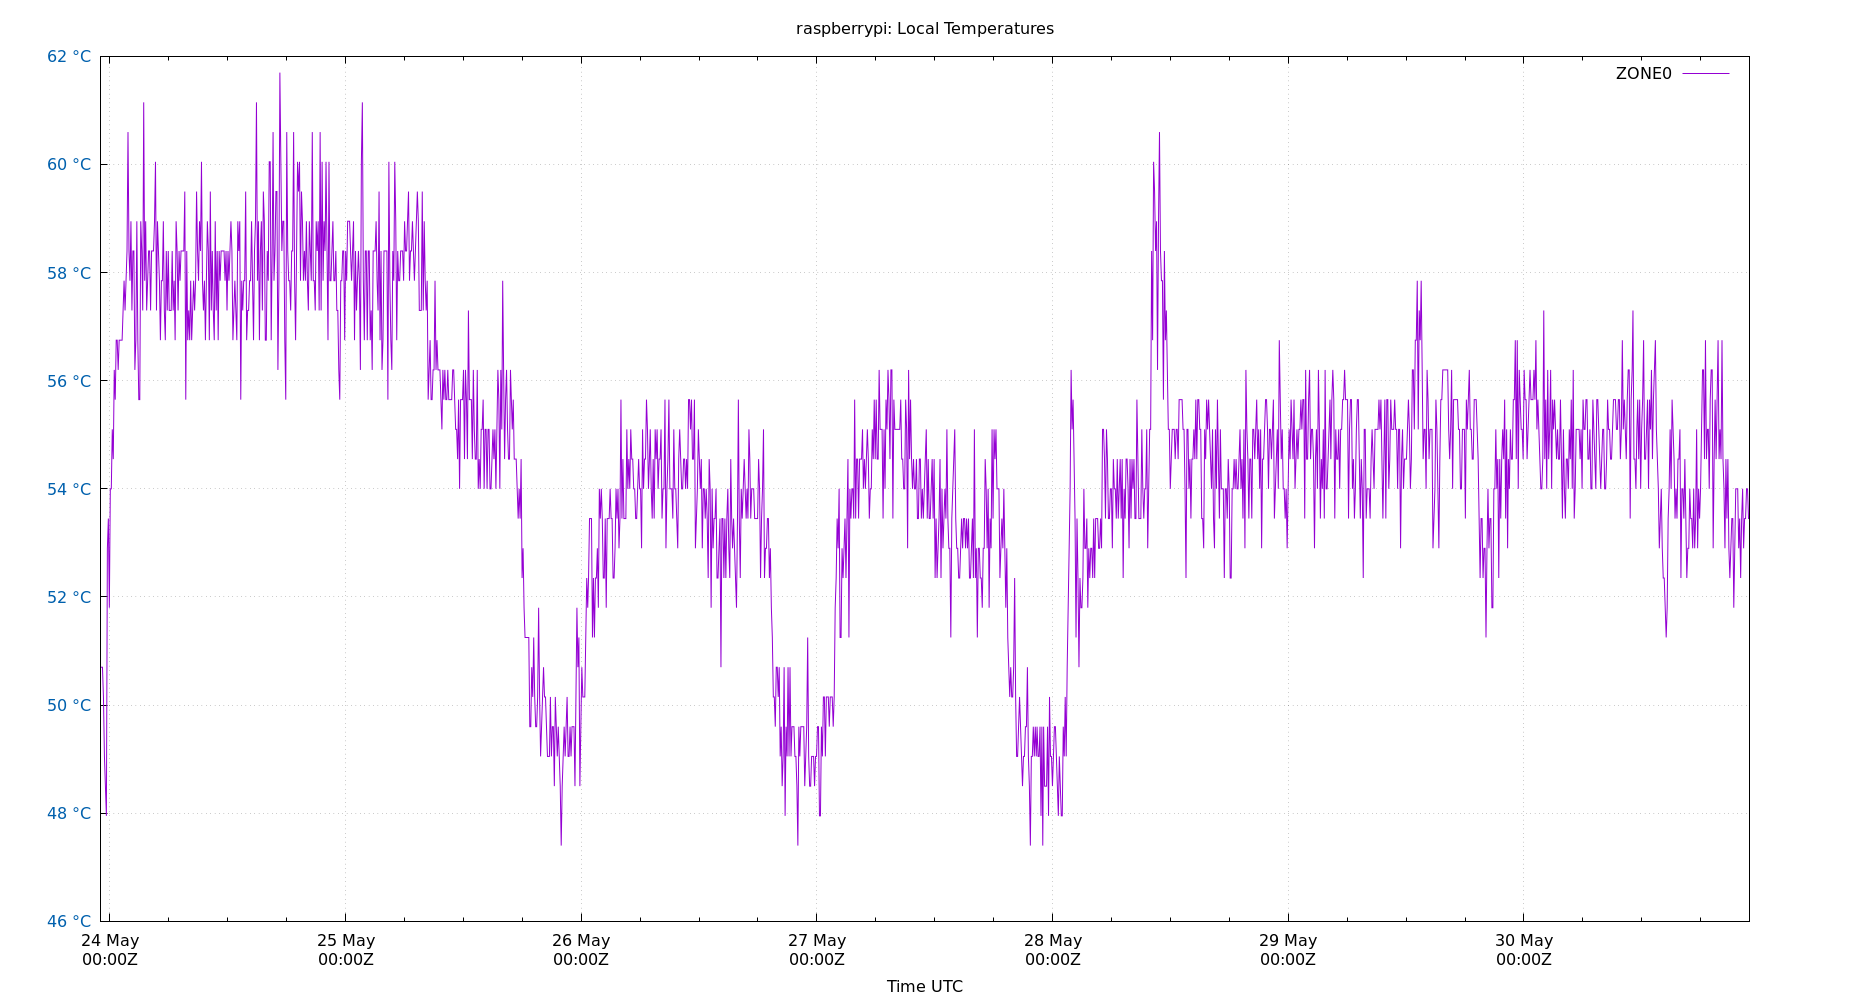 raspberrypi: Local Temperatures
ZONE0
62 °C
60 °C
58 °C
56 °C
54 °C
52 °C
50 °C
48 °C
46 °C
24 May 25 May 26 May 27 May 28 May 29 May 30 May
00:00Z 00:00Z 00:00Z 00:00Z 00:00Z 00:00Z 00:00Z
Time UTC